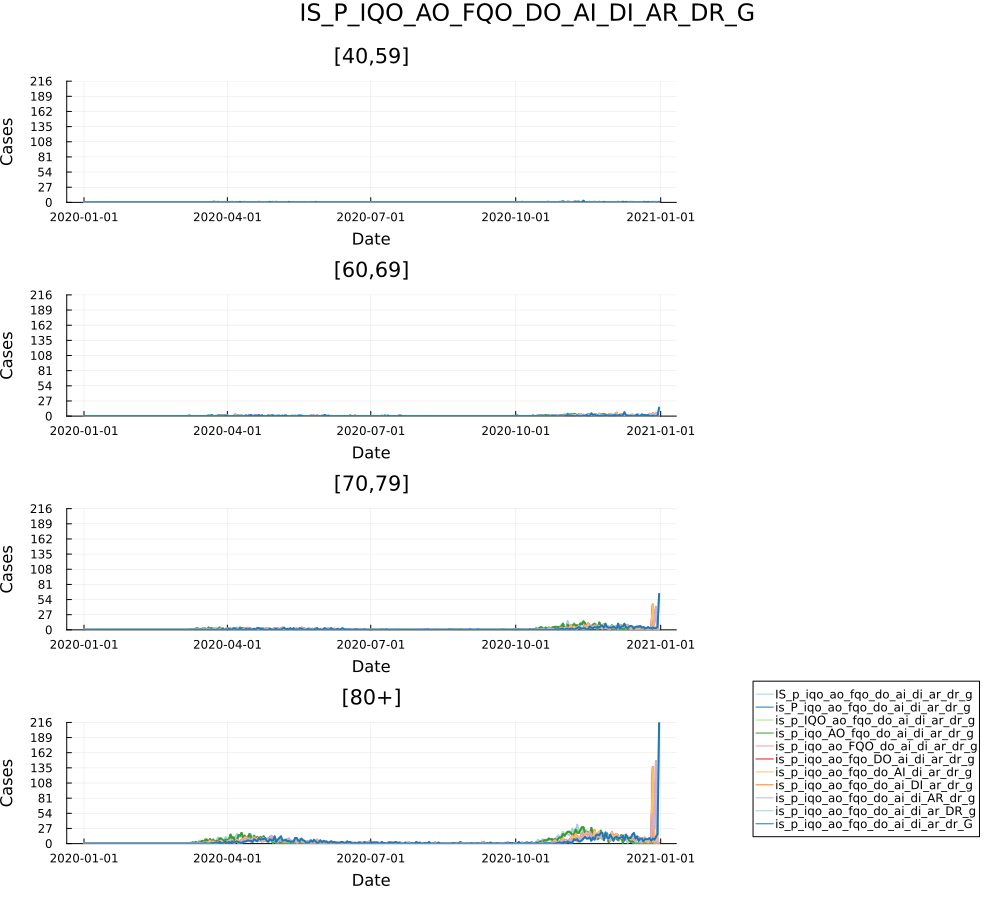 IS_P_IQO_AO_FQO_DO_AI_DI_AR_DR_G
[40,59]
216
189
162
135
108
81
54
27
0
Cases
2020-01-01 2020-04-01 2020-07-01 2020-10-01 2021-01-01
Date
[60,69]
216
189
162
135
108
81
54
27
0
Cases
2020-01-01 2020-04-01 2020-07-01 2020-10-01 2021-01-01
Date
[70,79]
216
189
162
135
108
81
54
27
0
Cases
2020-01-01 2020-04-01 2020-07-01 2020-10-01 2021-01-01
Date
[80+]
216
189
162
135
108
81
54
27
0
Cases
2020-01-01 2020-04-01 2020-07-01 2020-10-01 2021-01-01
Date
IS_p_iqo_ao_fqo_do_ai_di_ar_dr_g
is_P_iqo_ao_fqo_do_ai_di_ar_dr_g
is_p_IQO_ao_fqo_do_ai_di_ar_dr_g
is_p_iqo_AO_fqo_do_ai_di_ar_dr_g
is_p_iqo_ao_FQO_do_ai_di_ar_dr_g
is_p_iqo_ao_fqo_DO_ai_di_ar_dr_g
is_p_iqo_ao_fqo_do_AI_di_ar_dr_g
is_p_iqo_ao_fqo_do_ai_DI_ar_dr_g
is_p_iqo_ao_fqo_do_ai_di_AR_dr_g
is_p_iqo_ao_fqo_do_ai_di_ar_DR_g
is_p_iqo_ao_fqo_do_ai_di_ar_dr_G